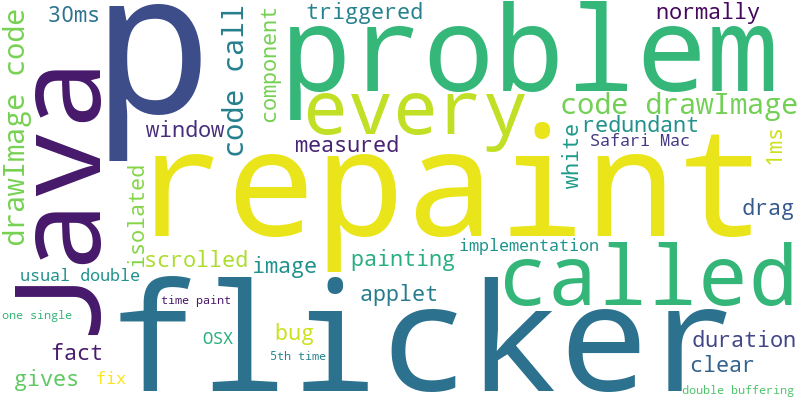 30ms
p
triggered
normally
problem
drawImage code
Java
code call
component
every
code drawImage
window
measured
redundant
Safari Mac
white
1ms
repaint
isolated
drag
scrolled
image
painting
implementation
usual double
called
flicker
time paint
applet
one single
OSX
bug
5th time
duration
fact
clear
gives
fix
double buffering